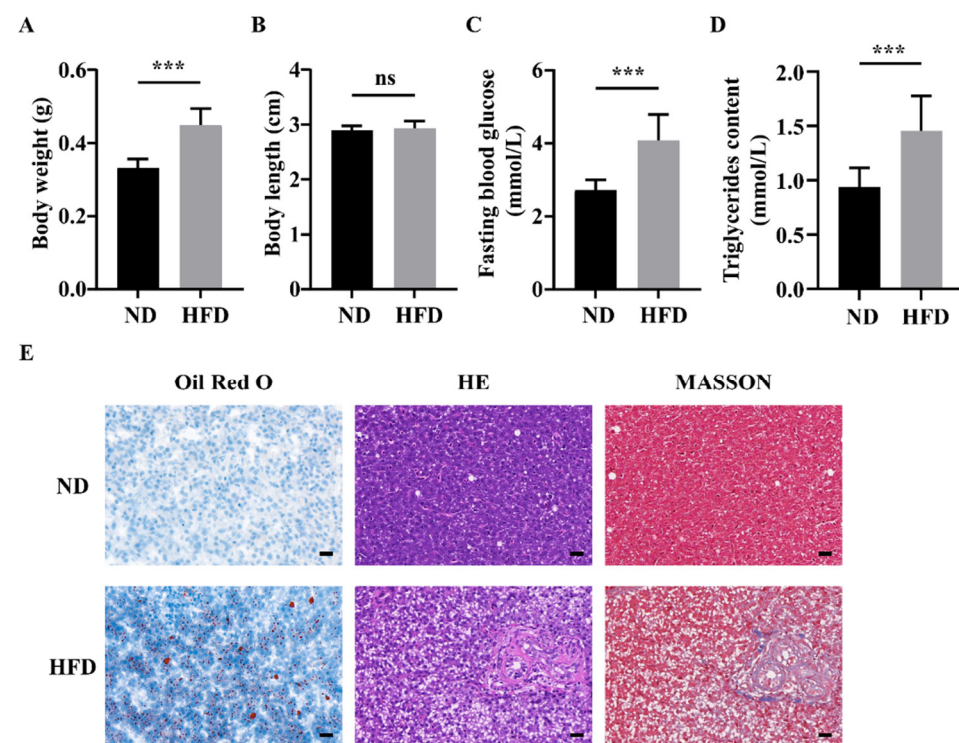 A
Body weight (g)
0.6
0.4
0.2
0.0
***
ND HFD
B
Body length (cm)
4
3
2
1
0
ns
ND HFD
C
Fasting blood glucose
(mmol/L)
6
4
2
0
***
ND HFD
D
Triglycerides content
(mmol/L)
2.0
1.5
1.0
0.5
0.0
***
ND HFD
E
Oil Red O HE MASSON
ND
HFD